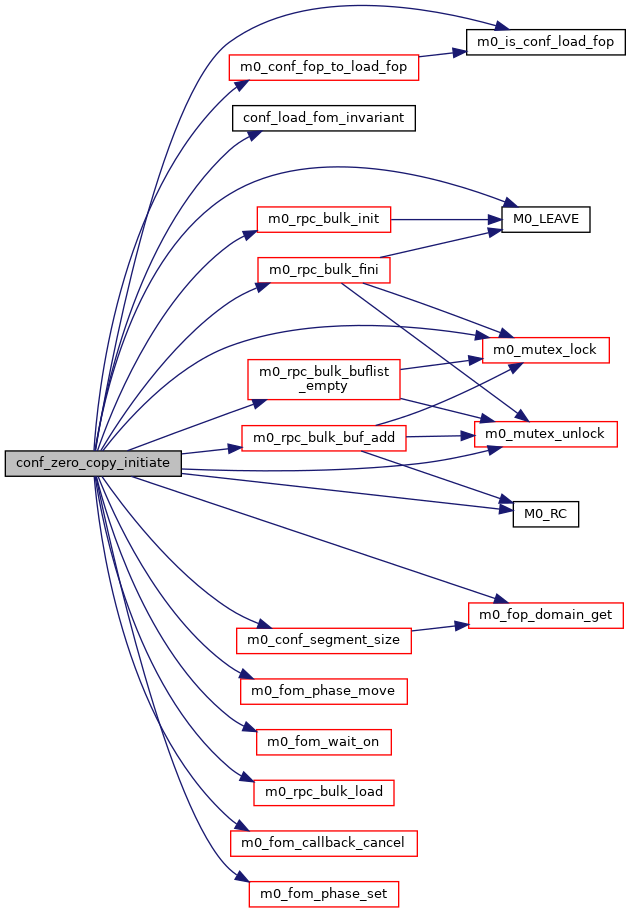 m0_is_conf_load_fop
m0_conf_fop_to_load_fop
conf_load_fom_invariant
m0_rpc_bulk_init
M0_LEAVE
m0_rpc_bulk_fini
m0_mutex_lock
m0_rpc_bulk_buflist
_empty
m0_rpc_bulk_buf_add
m0_mutex_unlock
conf_zero_copy_initiate
M0_RC
m0_fop_domain_get
m0_conf_segment_size
m0_fom_phase_move
m0_fom_wait_on
m0_rpc_bulk_load
m0_fom_callback_cancel
m0_fom_phase_set